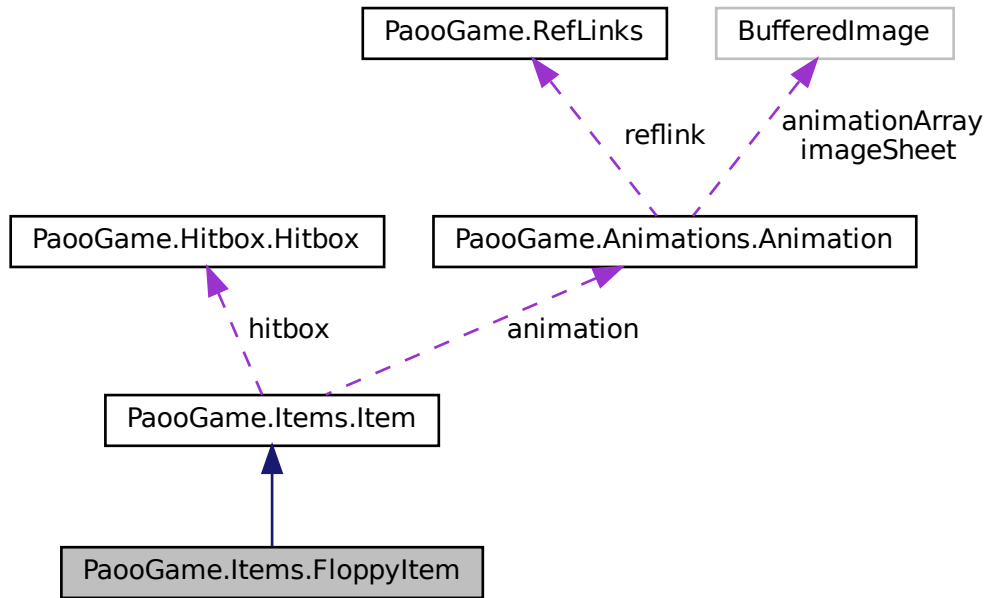 PaooGame.RefLinks
BufferedImage
reflink
animationArray
imageSheet
PaooGame.Hitbox.Hitbox
PaooGame.Animations.Animation
hitbox
animation
PaooGame.Items.Item
PaooGame.Items.FloppyItem